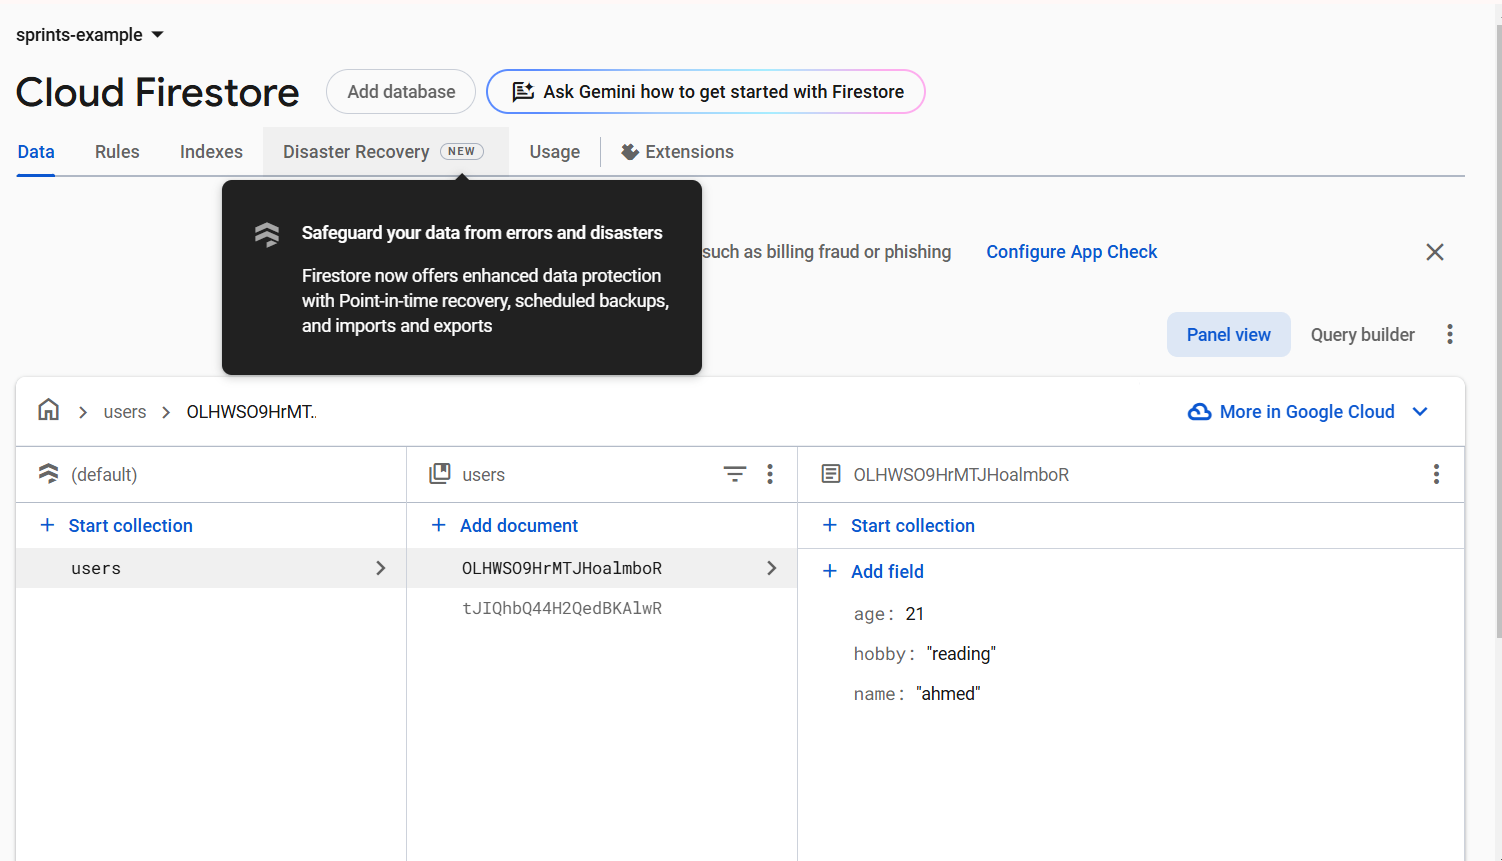 sprints-example
Cloud Firestore
Add database
Ask Gemini how to get started with Firestore
Data
Rules
Indexes
Disaster Recovery NEW
Usage
Extensions
Safeguard your data from errors and disasters
Firestore now offers enhanced data protection
with Point-in-time recovery, scheduled backups,
and imports and exports
such as billing fraud or phishing
Configure App Check
Panel view
Query builder
users
OLHWSO9HrMT..
More in Google Cloud
(default)
users
OLHWSO9HrMTJHoalmboR
+ Start collection
+ Add document
+ Start collection
users
OLHWSO9HrMTJHoalmboR
tJIQhbQ44H2QedBKAlwR
+ Add field
age: 21
hobby: "reading"
name: "ahmed"